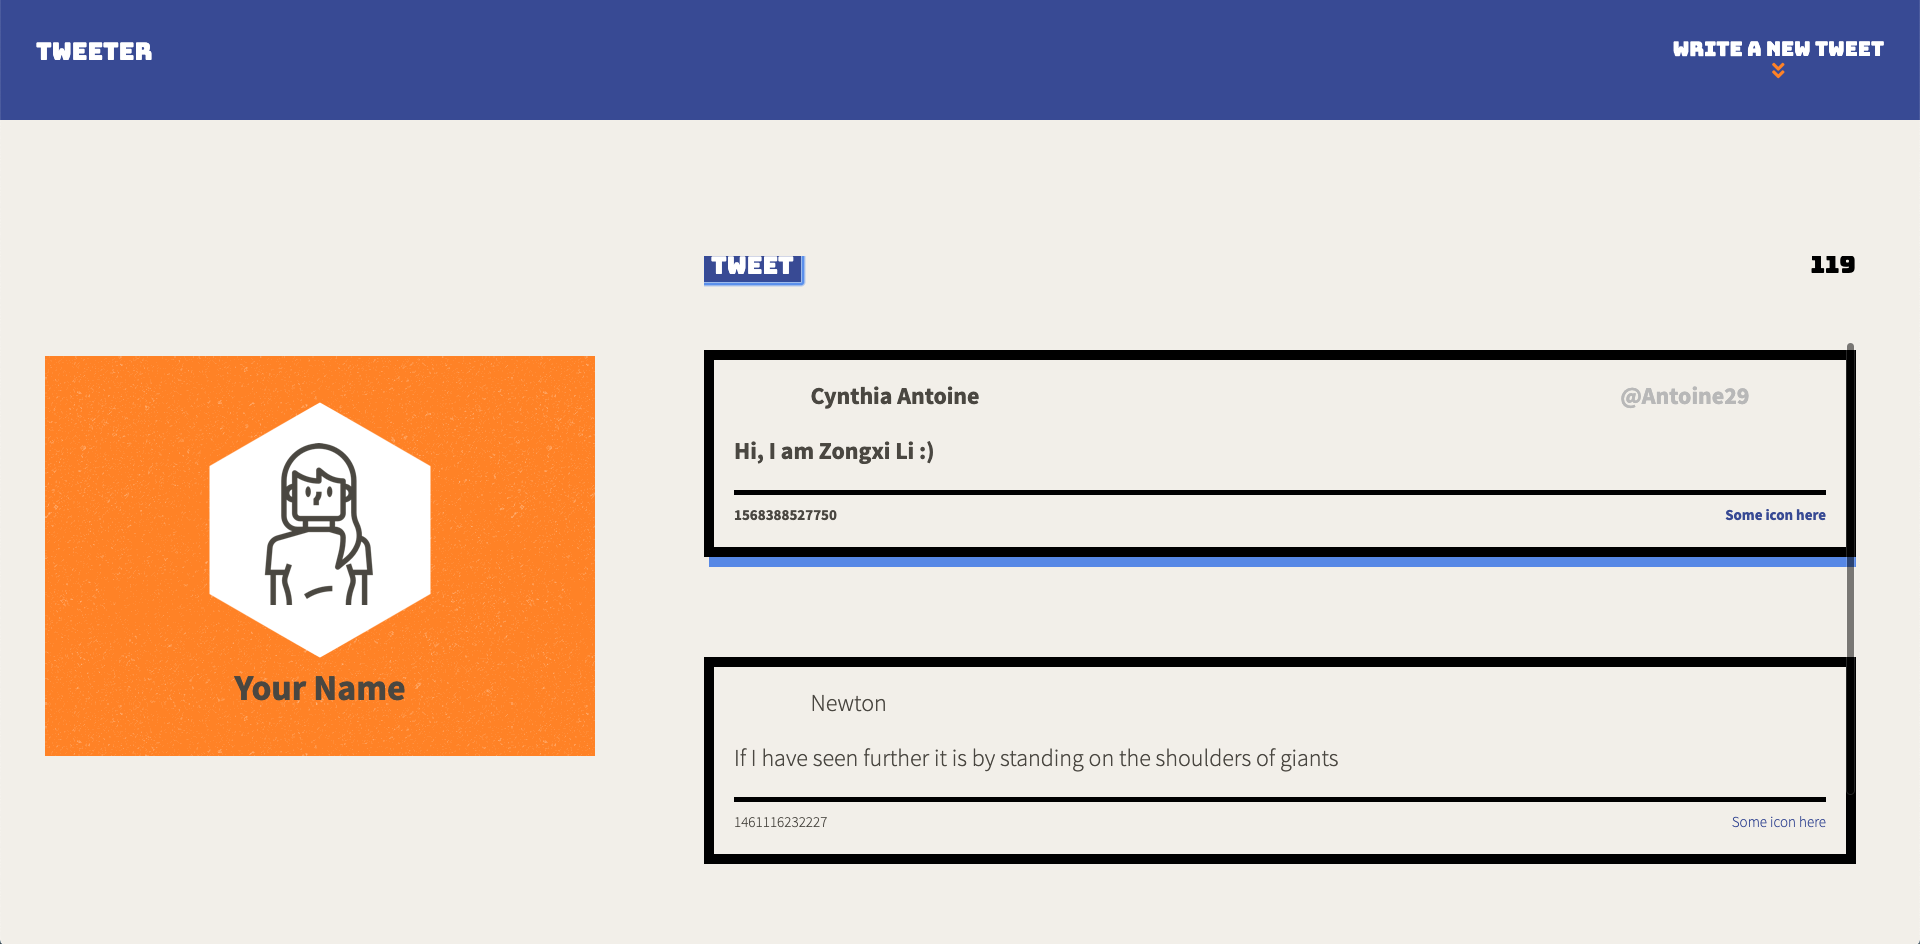 TWEETER
WRITE A NEW TWEET
TWEET
119
Your Name
Cynthia Antoine
@Antoine29
Hi, I am Zongxi Li :)
1568388527750
Some icon here
Newton
If I have seen further it is by standing on the shoulders of giants
1461116232227
Some icon here